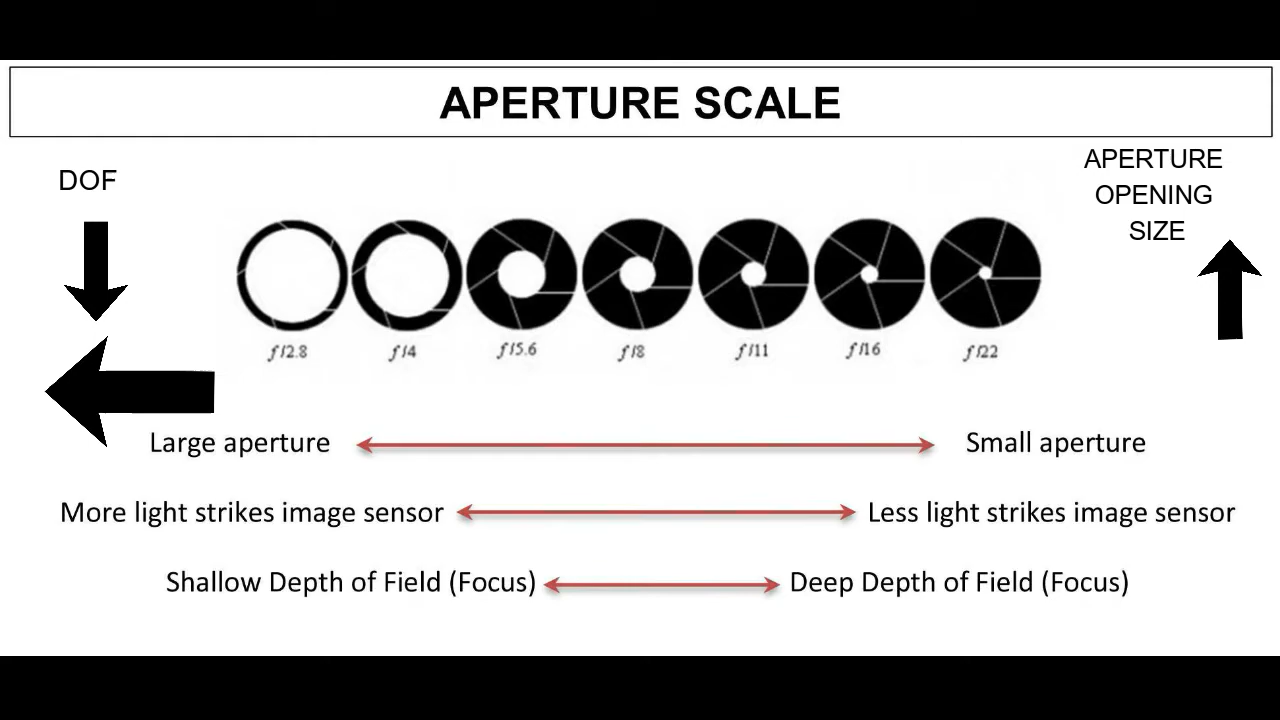 APERTURE SCALE
DOF
APERTURE
OPENING
SIZE
f/2.8
f/4
f/5.6
f/8
f/11
f/16
f/22
Large aperture
Small aperture
More light strikes image sensor
Less light strikes image sensor
Shallow Depth of Field (Focus)
Deep Depth of Field (Focus)